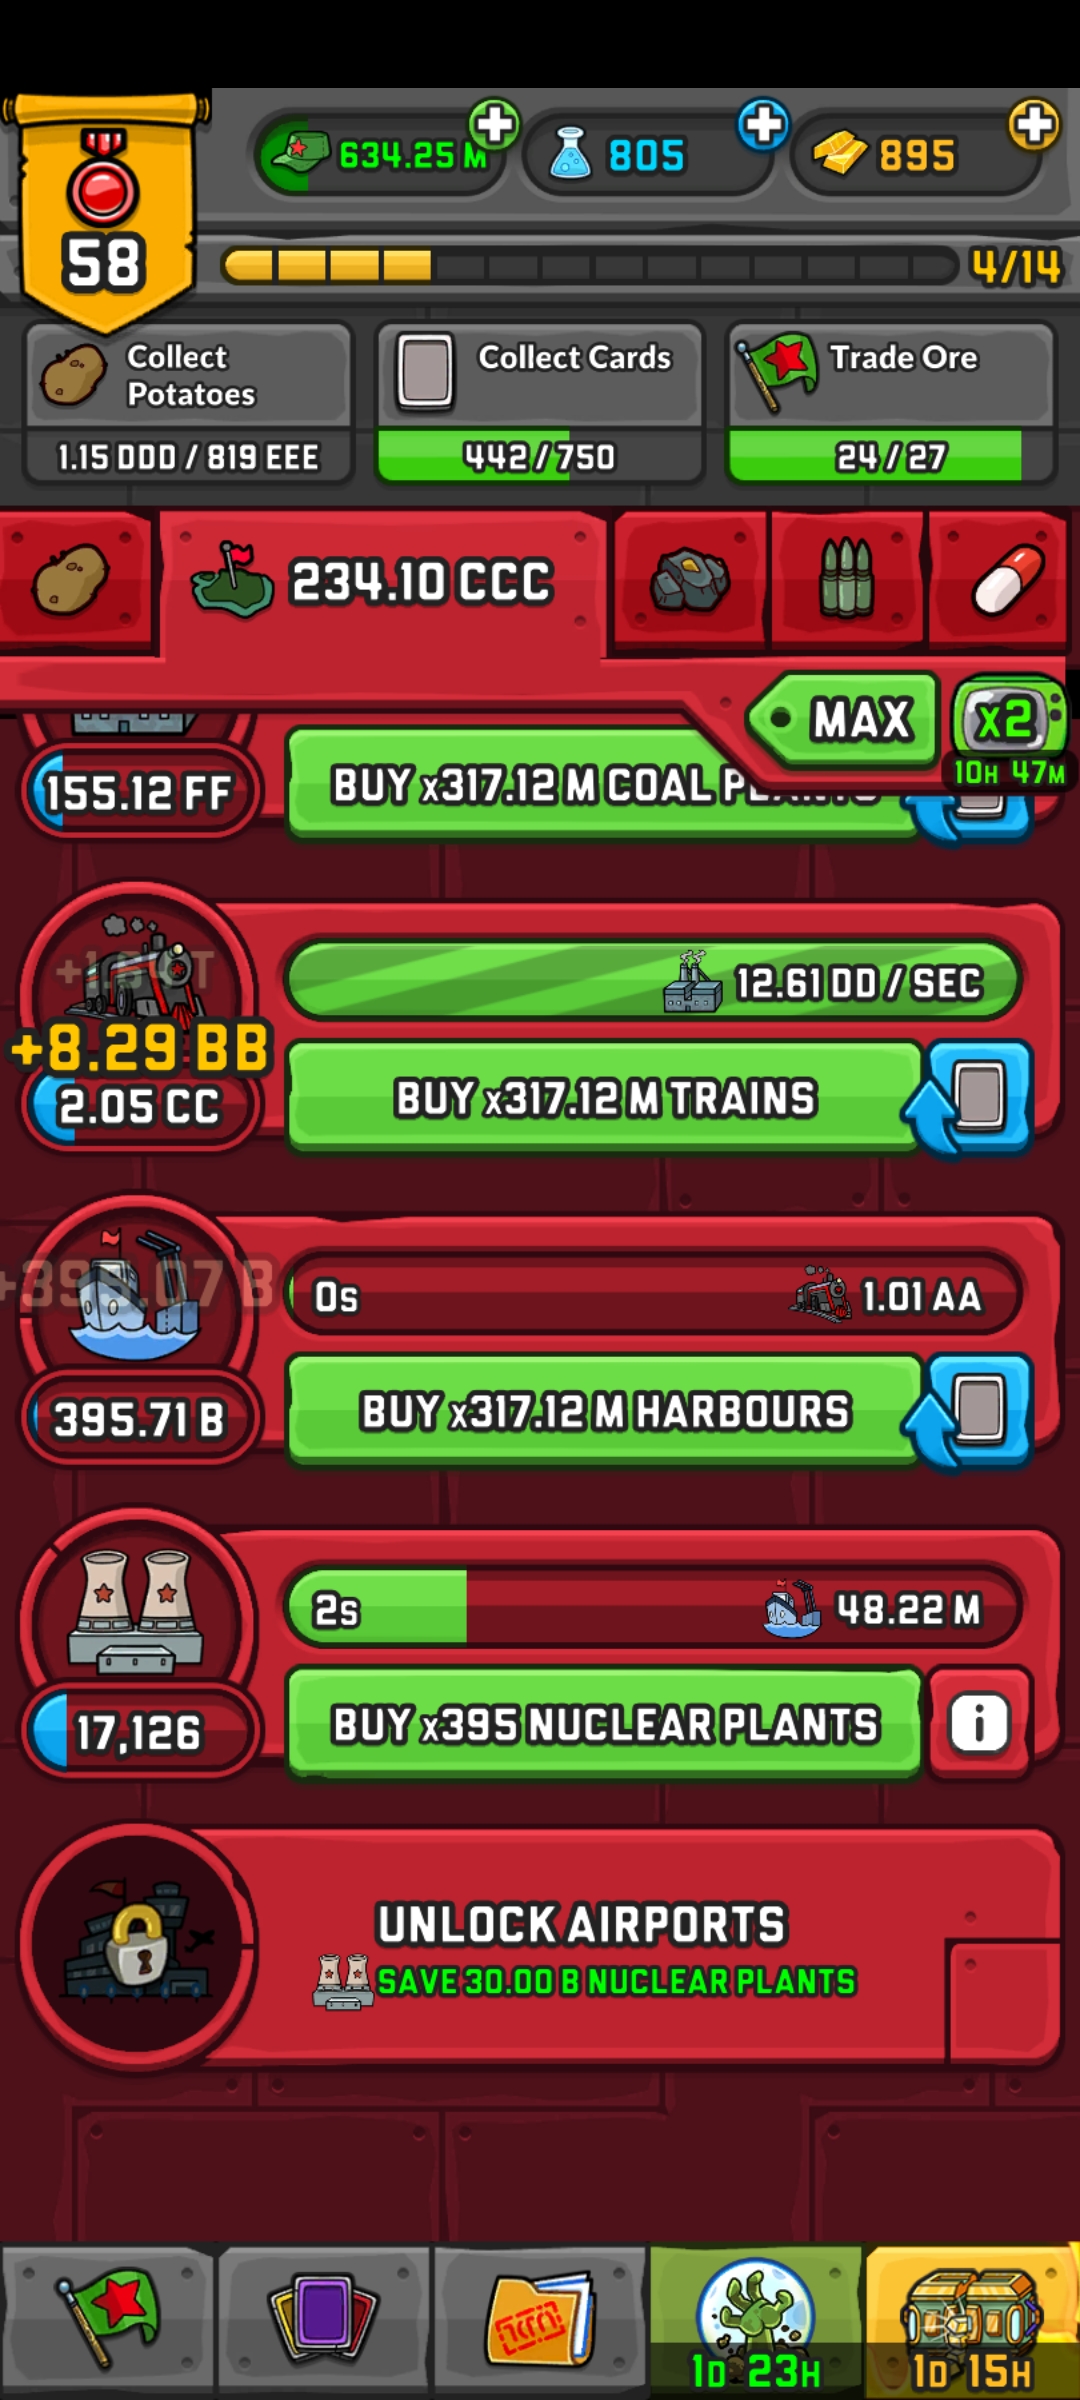 634.25 M
805
895
58
4/14
Collect
Potatoes
Collect Cards
Trade Ore
1.15 DDD / 819 EEE
442/750
24/27
234.10 CCC
MAX
x2
10H 47M
155.12 FF
BUY x317.12 M COAL PLANTS
12.61 DD / SEC
+8.29 BB
2.05 CC
BUY x317.12 M TRAINS
0s
1.01 AA
395.71 B
BUY x317.12 M HARBOURS
2s
48.22 M
17,126
BUY x395 NUCLEAR PLANTS
i
UNLOCK AIRPORTS
SAVE 30.00 B NUCLEAR PLANTS
1D 23H
1D 15H